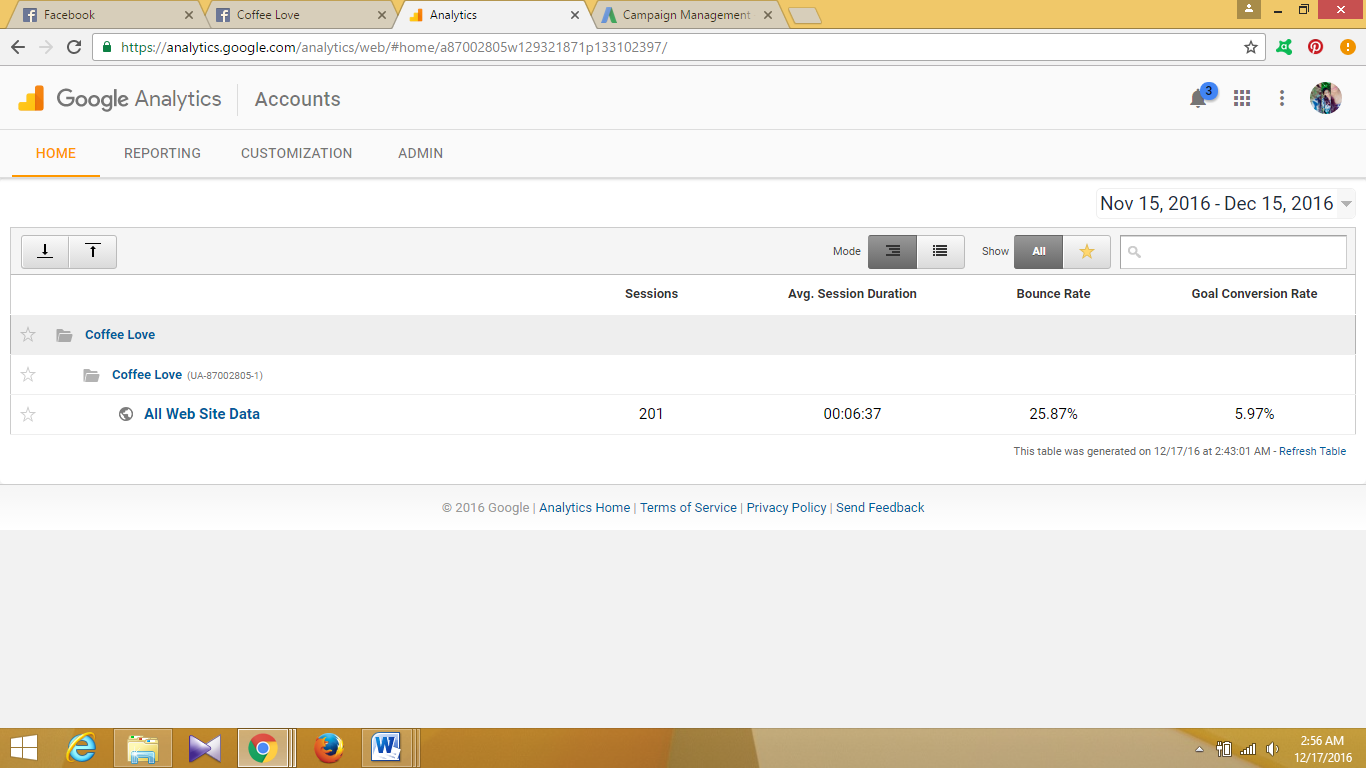 Facebook Coffee Love Analytics Campaign Management
https://analytics.google.com/analytics/web/#home/a87002805w129321871p133102397/
Google Analytics Accounts 3
HOME REPORTING CUSTOMIZATION ADMIN
Nov 15, 2016 - Dec 15, 2016
Mode Show All
Sessions Avg. Session Duration Bounce Rate Goal Conversion Rate
Coffee Love
Coffee Love (UA-87002805-1)
All Web Site Data 201 00:06:37 25.87% 5.97%
This table was generated on 12/17/16 at 2:43:01 AM - Refresh Table
© 2016 Google | Analytics Home | Terms of Service | Privacy Policy | Send Feedback
2:56 AM
12/17/2016